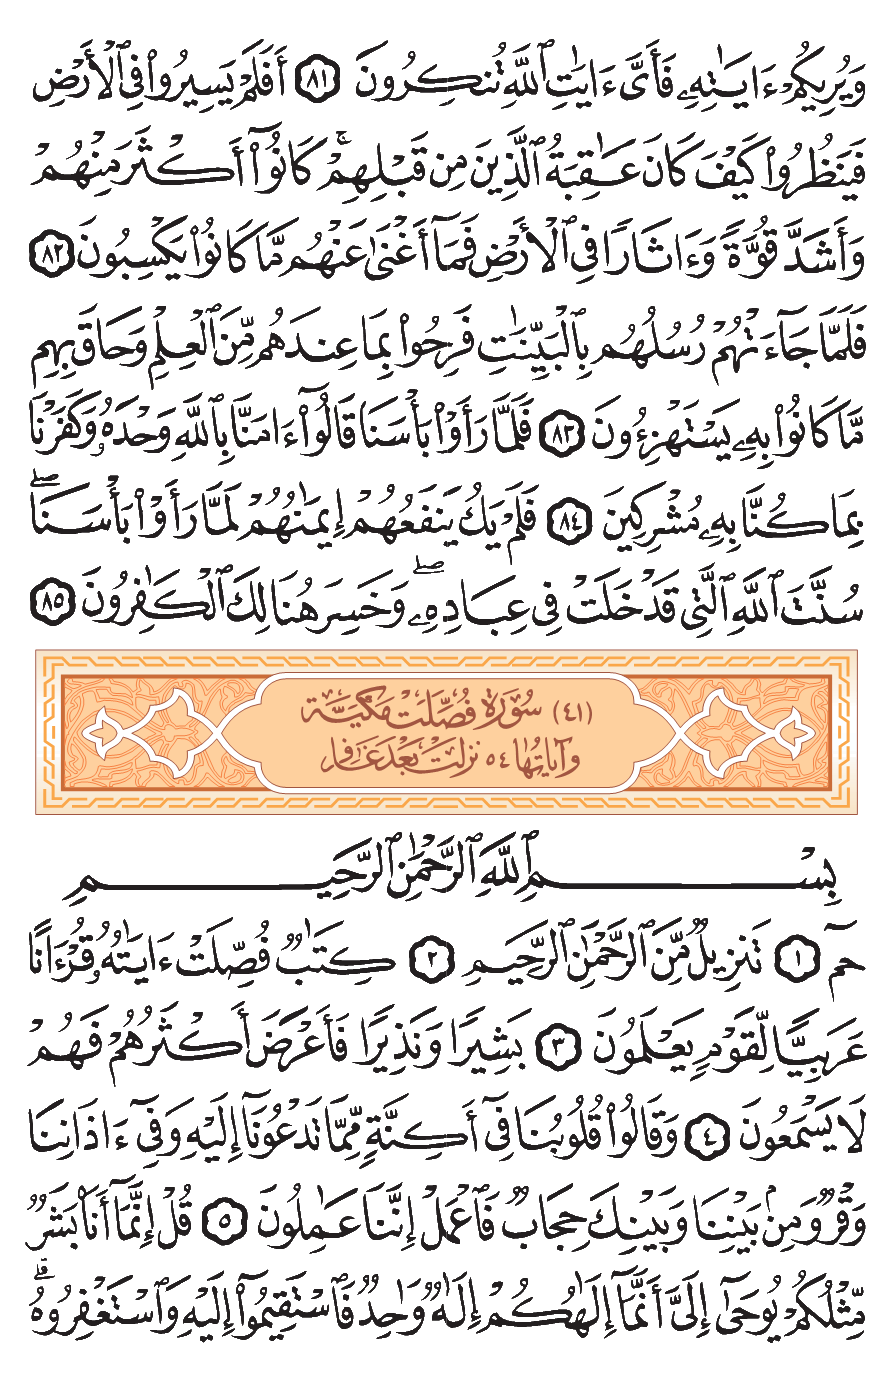 وَيُرِيكُمْ ءَايَٰتِهِۦ فَأَىَّ ءَايَٰتِ ٱللَّهِ تُنكِرُونَ ٨١ أَفَلَمْ يَسِيرُوا۟ فِى ٱلْأَرْضِ
فَيَنظُرُوا۟ كَيْفَ كَانَ عَٰقِبَةُ ٱلَّذِينَ مِن قَبْلِهِمْ ۚ كَانُوٓا۟ أَكْثَرَ مِنْهُمْ
وَأَشَدَّ قُوَّةً وَءَاثَارًا فِى ٱلْأَرْضِ فَمَآ أَغْنَىٰ عَنْهُم مَّا كَانُوا۟ يَكْسِبُونَ ٨٢
فَلَمَّا جَآءَتْهُمْ رُسُلُهُم بِٱلْبَيِّنَٰتِ فَرِحُوا۟ بِمَا عِندَهُم مِّنَ ٱلْعِلْمِ وَحَاقَ بِهِم
مَّا كَانُوا۟ بِهِۦ يَسْتَهْزِءُونَ ٨٣ فَلَمَّا رَأَوْا۟ بَأْسَنَا قَالُوٓا۟ ءَامَنَّا بِٱللَّهِ وَحْدَهُۥ وَكَفَرْنَا
بِمَا كُنَّا بِهِۦ مُشْرِكِينَ ٨٤ فَلَمْ يَكُ يَنفَعُهُمْ إِيمَٰنُهُمْ لَمَّا رَأَوْا۟ بَأْسَنَا ۖ
سُنَّتَ ٱللَّهِ ٱلَّتِى قَدْ خَلَتْ فِى عِبَادِهِۦ ۖ وَخَسِرَ هُنَالِكَ ٱلْكَٰفِرُونَ ٨٥
(٤١) سُورَةُ فُصِّلَتْ مَكِّيَّة
وَآيَاتُهَا ٥٤ نَزَلَتْ بَعْدَ غَافِر
بِسْمِ ٱللَّهِ ٱلرَّحْمَٰنِ ٱلرَّحِيمِ
حمٓ ١ تَنزِيلٌ مِّنَ ٱلرَّحْمَٰنِ ٱلرَّحِيمِ ٢ كِتَٰبٌ فُصِّلَتْ ءَايَٰتُهُۥ قُرْءَانًا
عَرَبِيًّا لِّقَوْمٍ يَعْلَمُونَ ٣ بَشِيرًا وَنَذِيرًا فَأَعْرَضَ أَكْثَرُهُمْ فَهُمْ
لَا يَسْمَعُونَ ٤ وَقَالُوا۟ قُلُوبُنَا فِىٓ أَكِنَّةٍ مِّمَّا تَدْعُونَآ إِلَيْهِ وَفِىٓ ءَاذَانِنَا
وَقْرٌ وَمِنۢ بَيْنِنَا وَبَيْنِكَ حِجَابٌ فَٱعْمَلْ إِنَّنَا عَٰمِلُونَ ٥ قُلْ إِنَّمَآ أَنَا۠ بَشَرٌ
مِّثْلُكُمْ يُوحَىٰٓ إِلَىَّ أَنَّمَآ إِلَٰهُكُمْ إِلَٰهٌ وَٰحِدٌ فَٱسْتَقِيمُوٓا۟ إِلَيْهِ وَٱسْتَغْفِرُوهُ ۗ